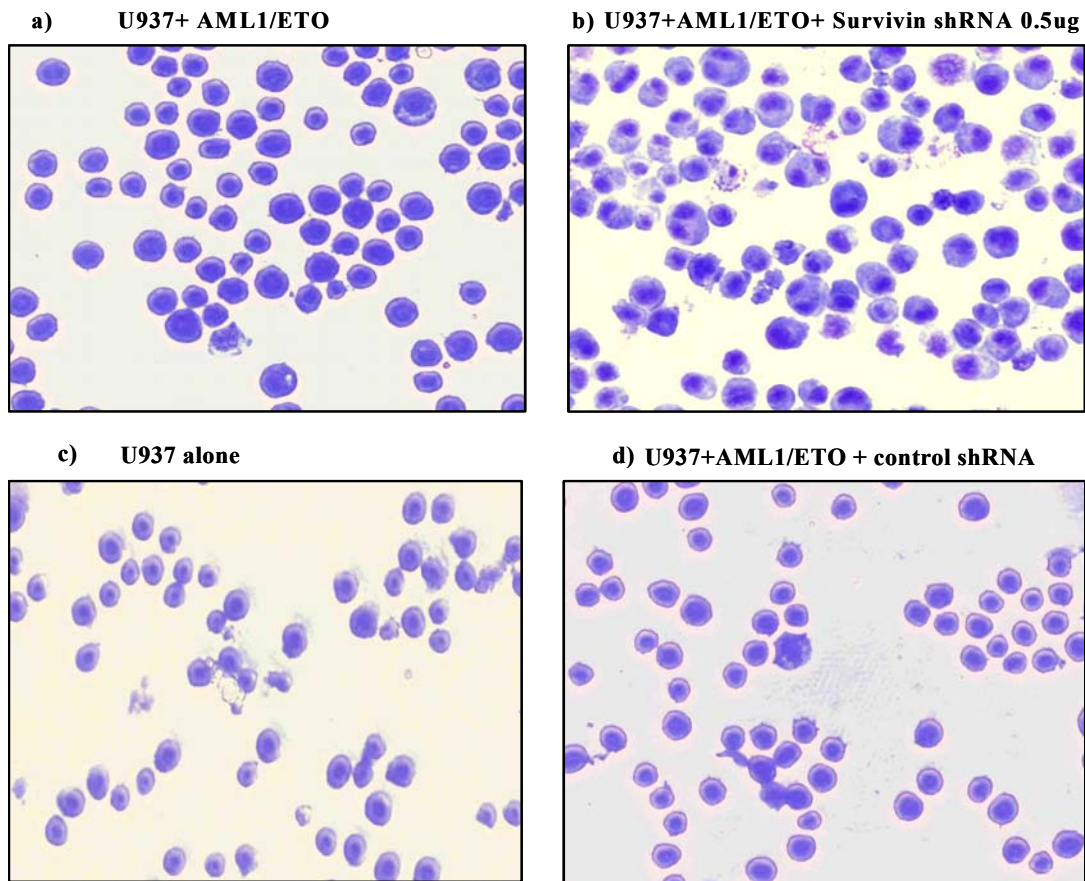 a) U937+ AML1/ETO
b) U937+AML1/ETO+ Survivin shRNA 0.5ug
c) U937 alone
d) U937+AML1/ETO + control shRNA